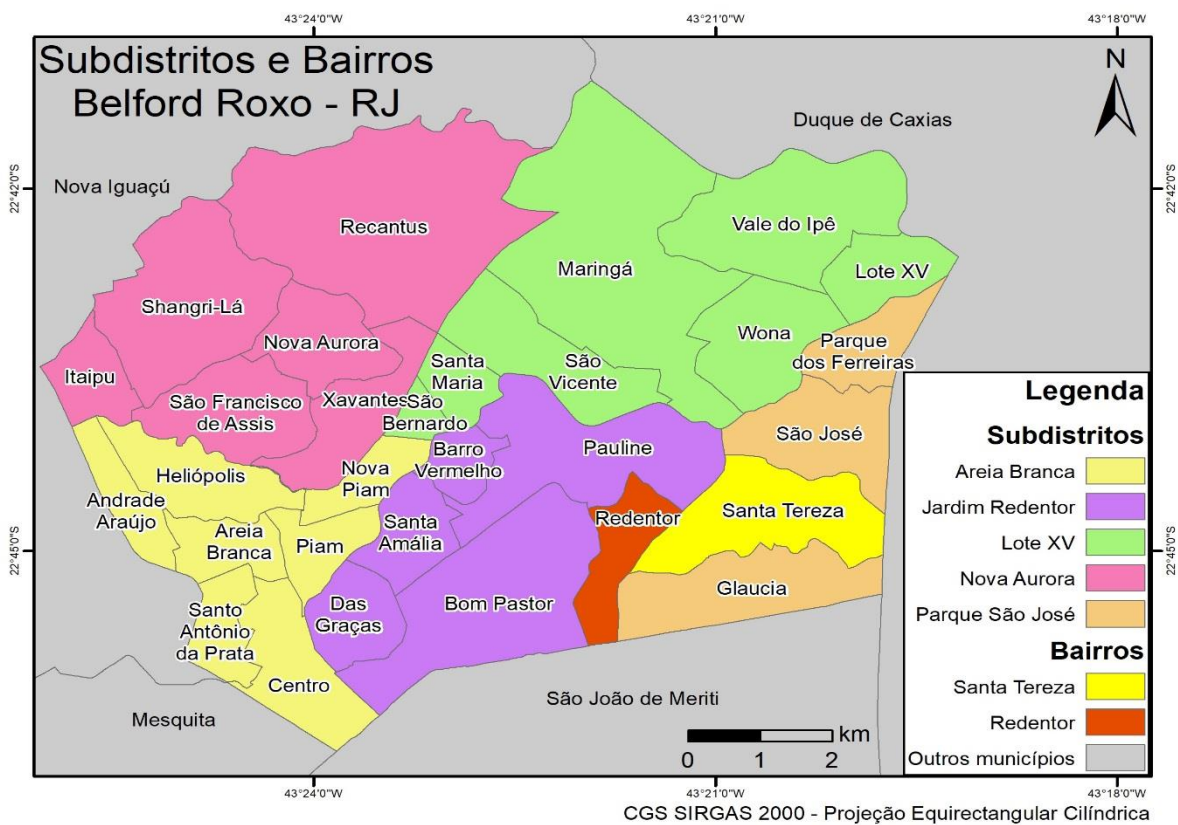 43°24'0"W
43°21'0"W
43°18'0"W
Subdistritos e Bairros
Belford Roxo - RJ
N
Duque de Caxias
Nova Iguaçú
22°42'0"S
22°42'0"S
Recantus
Vale do Ipê
Maringá
Lote XV
Shangri-Lá
Nova Aurora
Wona
Parque
dos Ferreiras
Itaipu
Santa
Maria
São
Vicente
Xavantes
São
Bernardo
São Francisco
de Assis
São José
Pauline
Barro
Vermelho
Heliópolis
Nova
Piam
Andrade
Araújo
Areia
Branca
Piam
Santa
Amália
Redentor
Santa Tereza
22°45'0"S
22°45'0"S
Glaucia
Das
Graças
Bom Pastor
Santo
Antônio
da Prata
Centro
Mesquita
São João de Meriti
km
0 1 2
Legenda
Subdistritos
Areia Branca
Jardim Redentor
Lote XV
Nova Aurora
Parque São José
Bairros
Santa Tereza
Redentor
Outros municípios
43°24'0"W
43°21'0"W
43°18'0"W
CGS SIRGAS 2000 - Projeção Equirectangular Cilíndrica